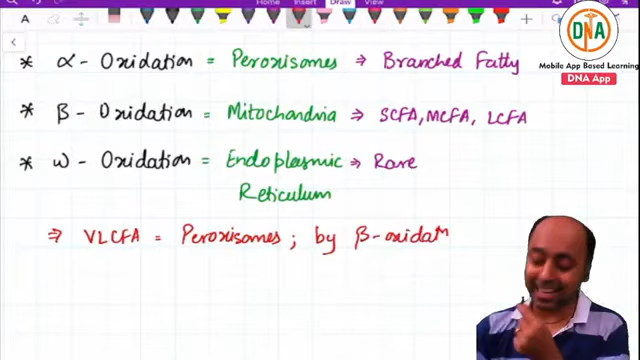 Home Insert Draw View
DNA
Mobile App Based Learning
DNA App
* α - Oxidation = Peroxisomes ⇒ Branched Fatty
* β - Oxidation = Mitochandria ⇒ SCFA, MCFA, LCFA
* ω - Oxidation = Endoplasmic ⇒ Rare
Reticulum
⇒ VLCFA = Peroxisomes ; by β-oxidatn